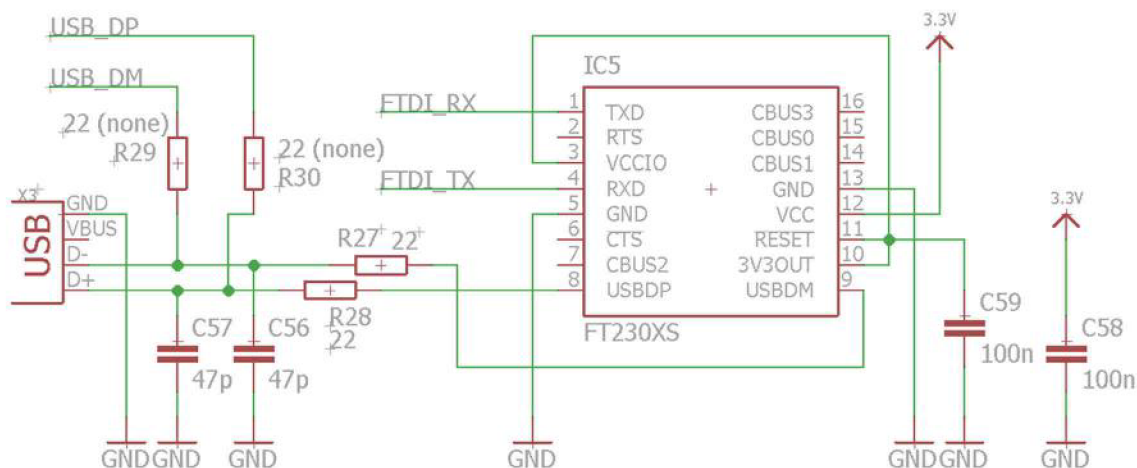 USB_DP
3.3V
USB_DM
IC5
22 (none)
R29
22 (none)
R30
FTDI_RX
1
TXD
CBUS3
16
2
RTS
CBUS0
15
3
VCCIO
CBUS1
14
FTDI_TX
4
RXD
GND
13
5
GND
VCC
12
6
CTS
RESET
11
7
CBUS2
3V3OUT
10
8
USBDP
USBDM
9
FT230XS
X3
USB
GND
VBUS
D-
D+
R27
22
R28
22
C57
47p
C56
47p
3.3V
C59
100n
C58
100n
GND
GND
GND
GND
GND
GND
GND